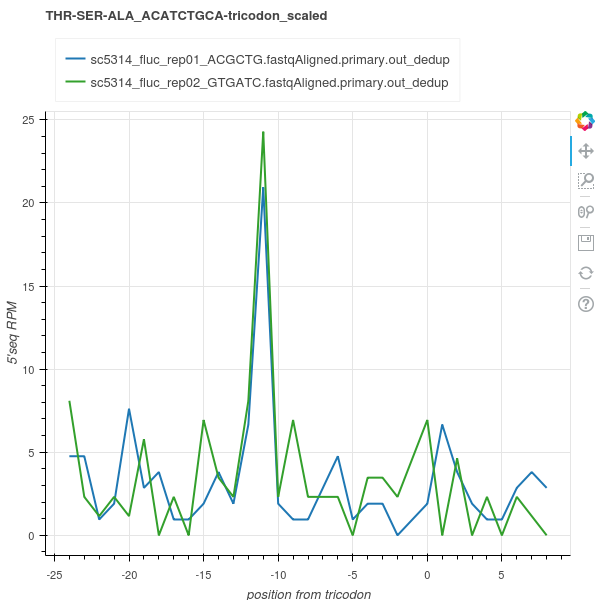 THR-SER-ALA_ACATCTGCA-tricodon_scaled
sc5314_fluc_rep01_ACGCTG.fastqAligned.primary.out_dedup
sc5314_fluc_rep02_GTGATC.fastqAligned.primary.out_dedup
25
20
15
10
5
0
5'seq RPM
-25 -20 -15 -10 -5 0 5
position from tricodon